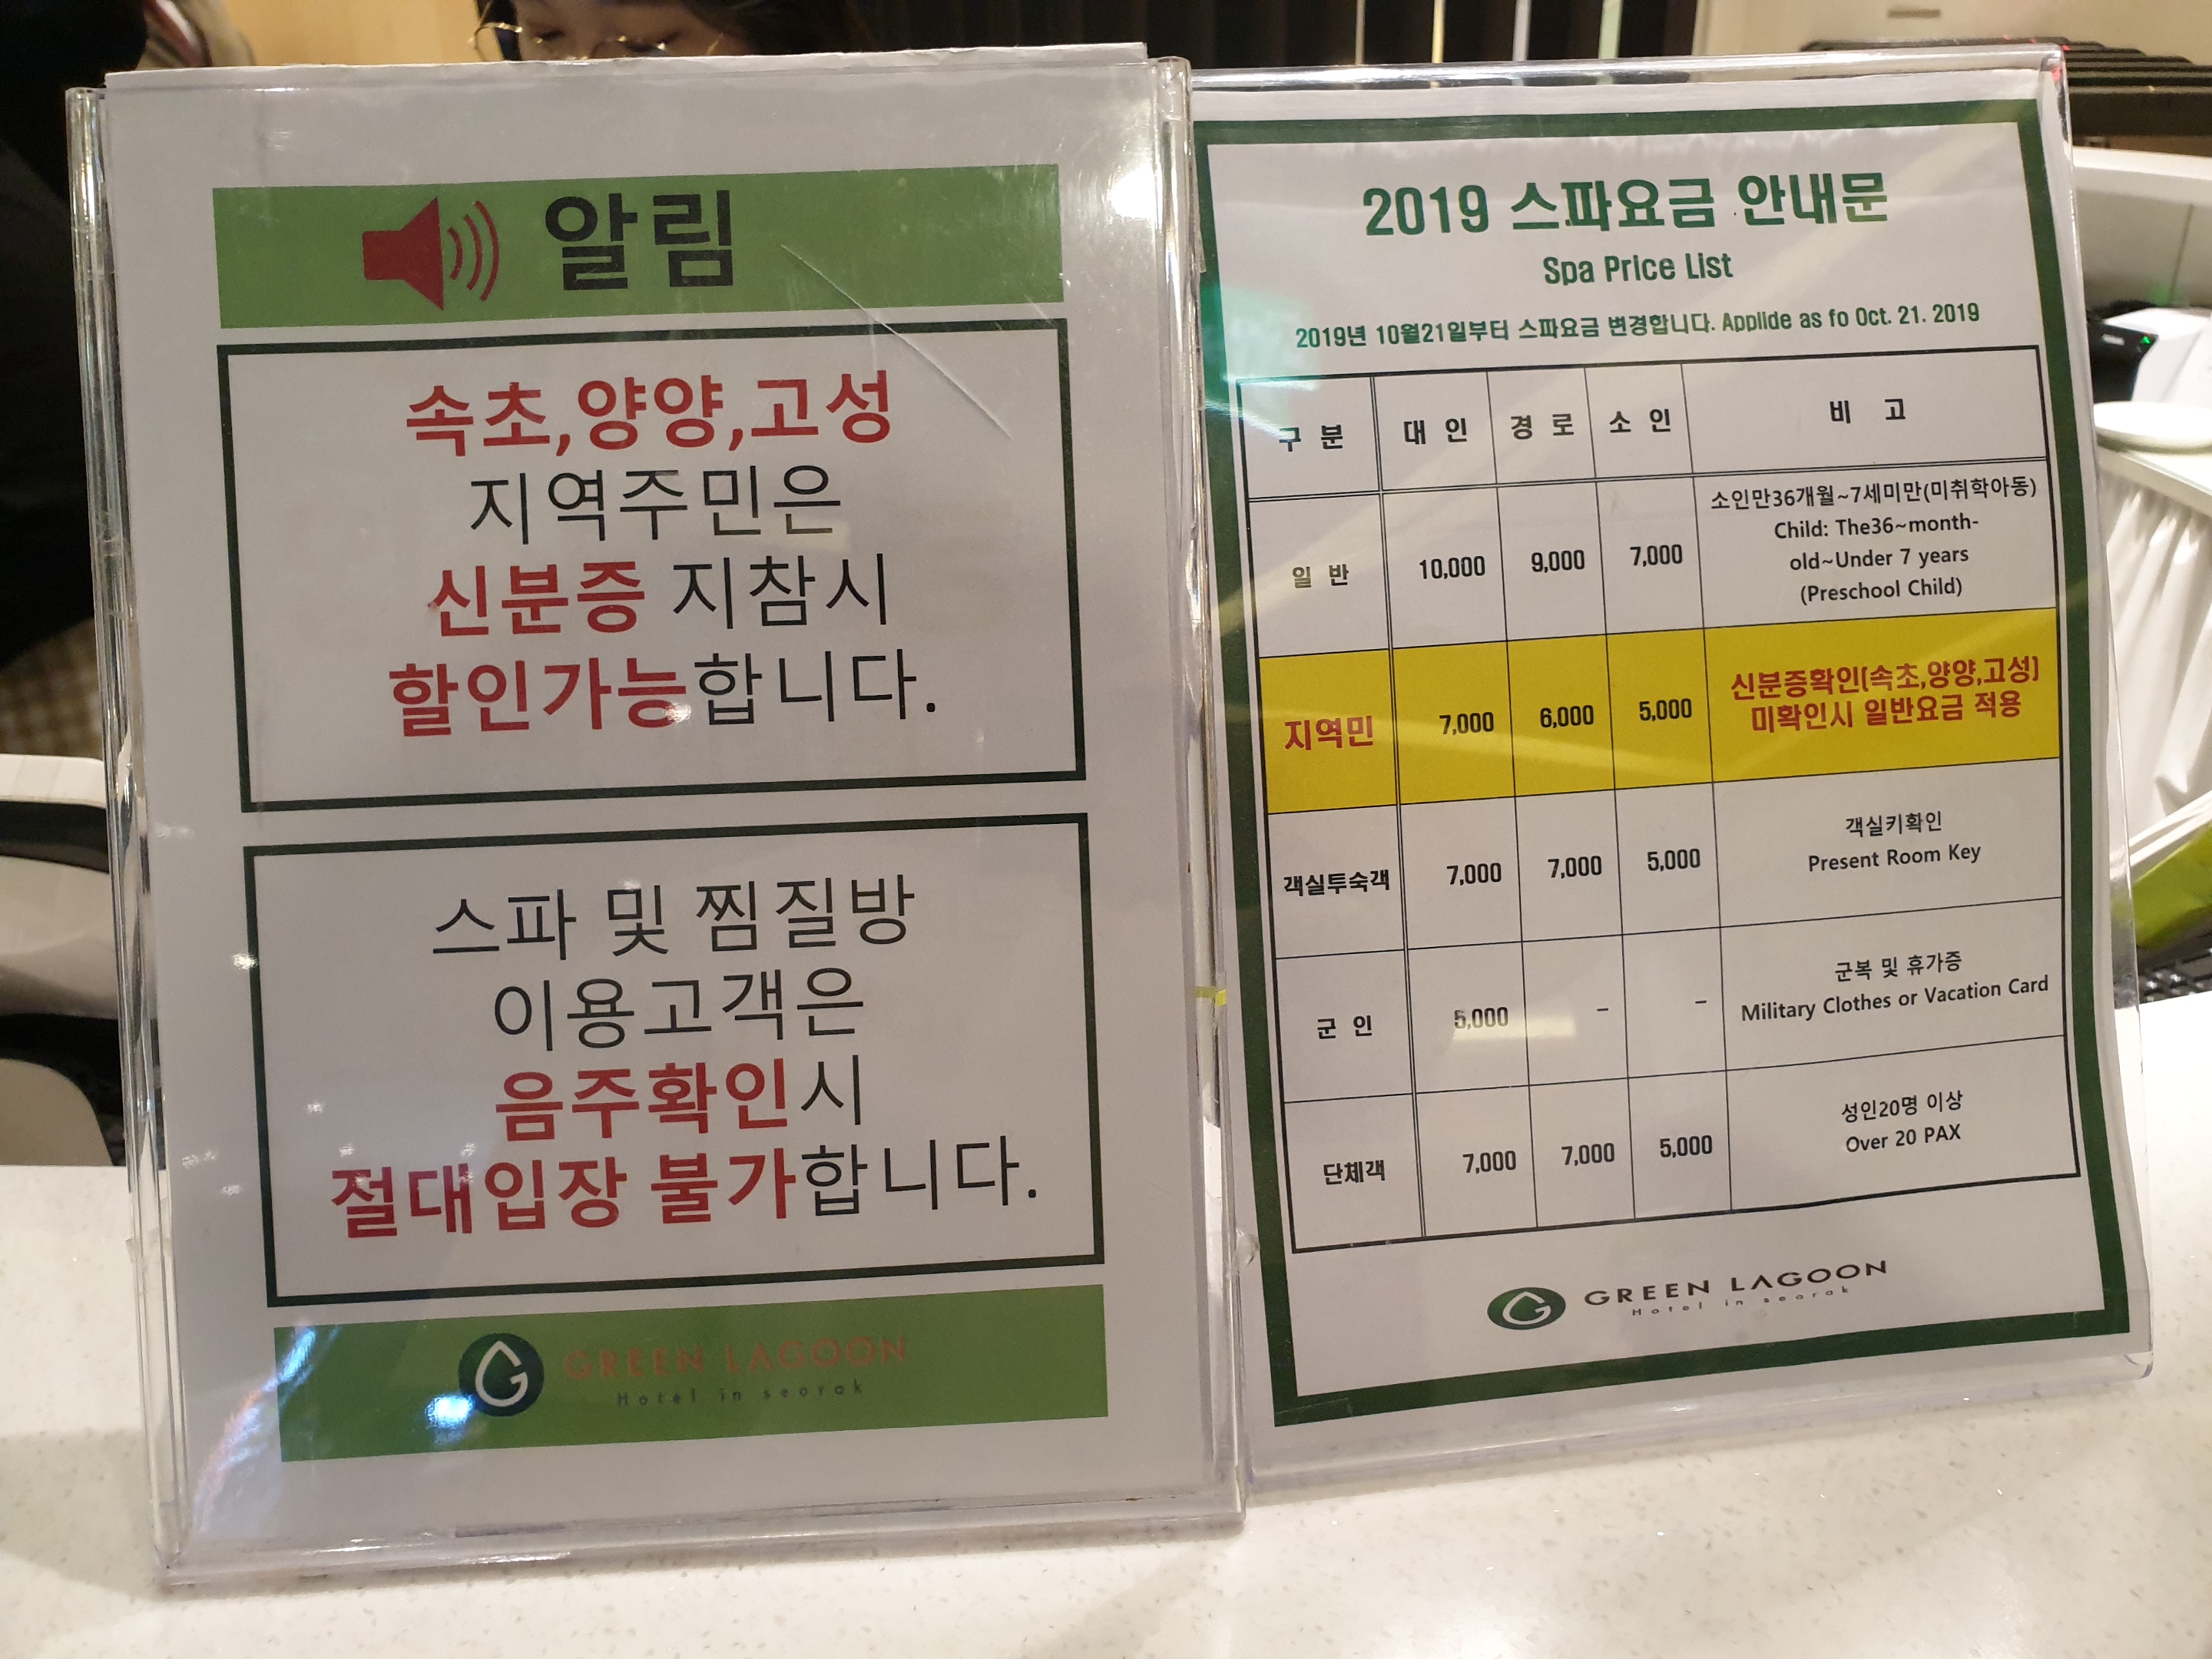 알림
속초,양양,고성
지역주민은
신분증 지참시
할인가능합니다.
스파 및 찜질방
이용고객은
음주확인시
절대입장 불가합니다.
GREEN LAGOON
Hotel in seorak
2019 스파요금 안내문
Spa Price List
2019년 10월21일부터 스파요금 변경합니다. Applide as fo Oct. 21. 2019
구 분 대 인 경 로 소 인 비 고
일 반 10,000 9,000 7,000 소인만36개월~7세미만(미취학아동)
Child: The36~month-
old~Under 7 years
(Preschool Child)
지역민 7,000 6,000 5,000 신분증확인(속초,양양,고성)
미확인시 일반요금 적용
객실투숙객 7,000 7,000 5,000 객실키확인
Present Room Key
군 인 5,000 – – 군복 및 휴가증
Military Clothes or Vacation Card
단체객 7,000 7,000 5,000 성인20명 이상
Over 20 PAX
GREEN LAGOON
Hotel in seorak